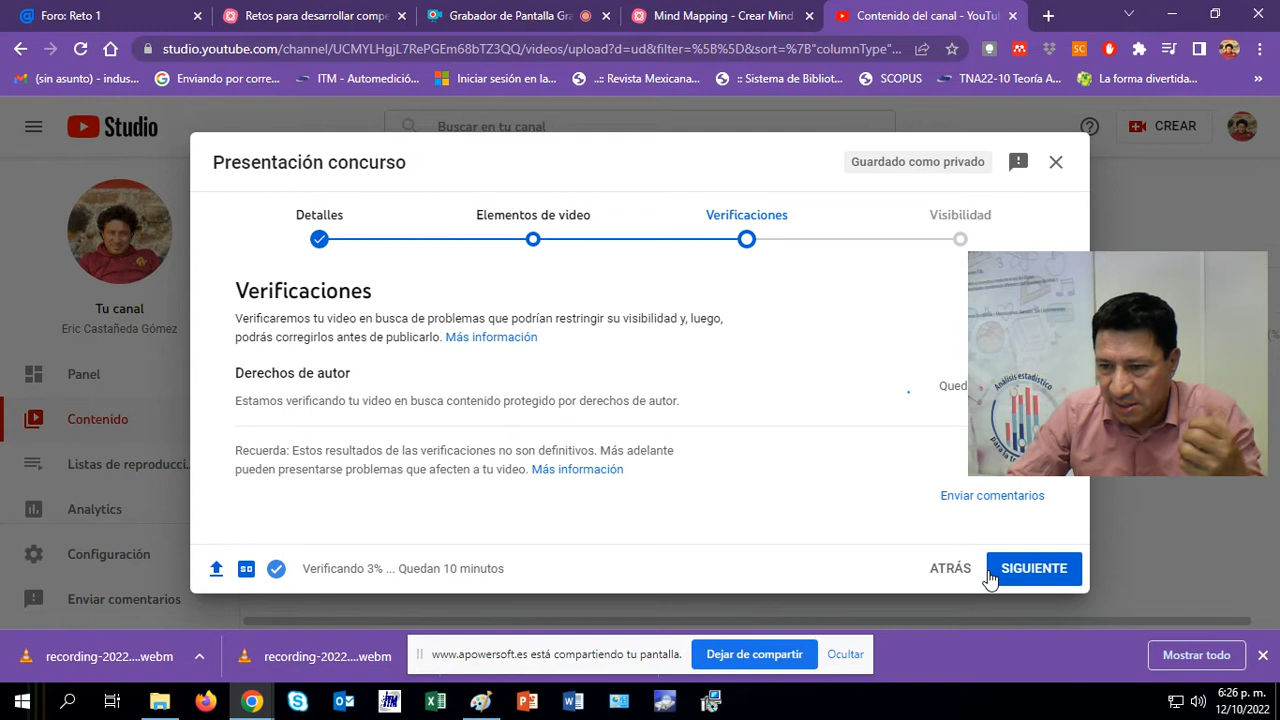 Foro: Reto 1
Retos para desarrollar compe
Grabador de Pantalla Gra
Mind Mapping - Crear Mind
Contenido del canal - YouTu
studio.youtube.com/channel/UCMYLHgjL7RePGEm68bTZ3QQ/videos/upload?d=ud&filter=%5B%5D&sort=%7B"columnType"...
(sin asunto) - indus...
Enviando por corre...
ITM - Automedició...
Iniciar sesión en la...
..:: Revista Mexicana...
:: Sistema de Bibliot...
SCOPUS
TNA22-10 Teoría A...
La forma divertida...
»
Studio
Buscar en tu canal
CREAR
Presentación concurso
Guardado como privado
Detalles
Elementos de video
Verificaciones
Visibilidad
Tu canal
Eric Castañeda Gómez
Verificaciones
Verificaremos tu video en busca de problemas que podrían restringir su visibilidad y, luego,
podrás corregirlos antes de publicarlo. Más información
Panel
Derechos de autor
Qued
Estamos verificando tu video en busca contenido protegido por derechos de autor.
Análisis estadístico
para la
Contenido
Recuerda: Estos resultados de las verificaciones no son definitivos. Más adelante
pueden presentarse problemas que afecten a tu video. Más información
Listas de reproducci...
Enviar comentarios
Analytics
Configuración
SD
Verificando 3% ... Quedan 10 minutos
ATRÁS
SIGUIENTE
Enviar comentarios
recording-2022....webm
recording-2022....webm
www.apowersoft.es está compartiendo tu pantalla.
Dejar de compartir
Ocultar
Mostrar todo
6:26 p. m.
12/10/2022